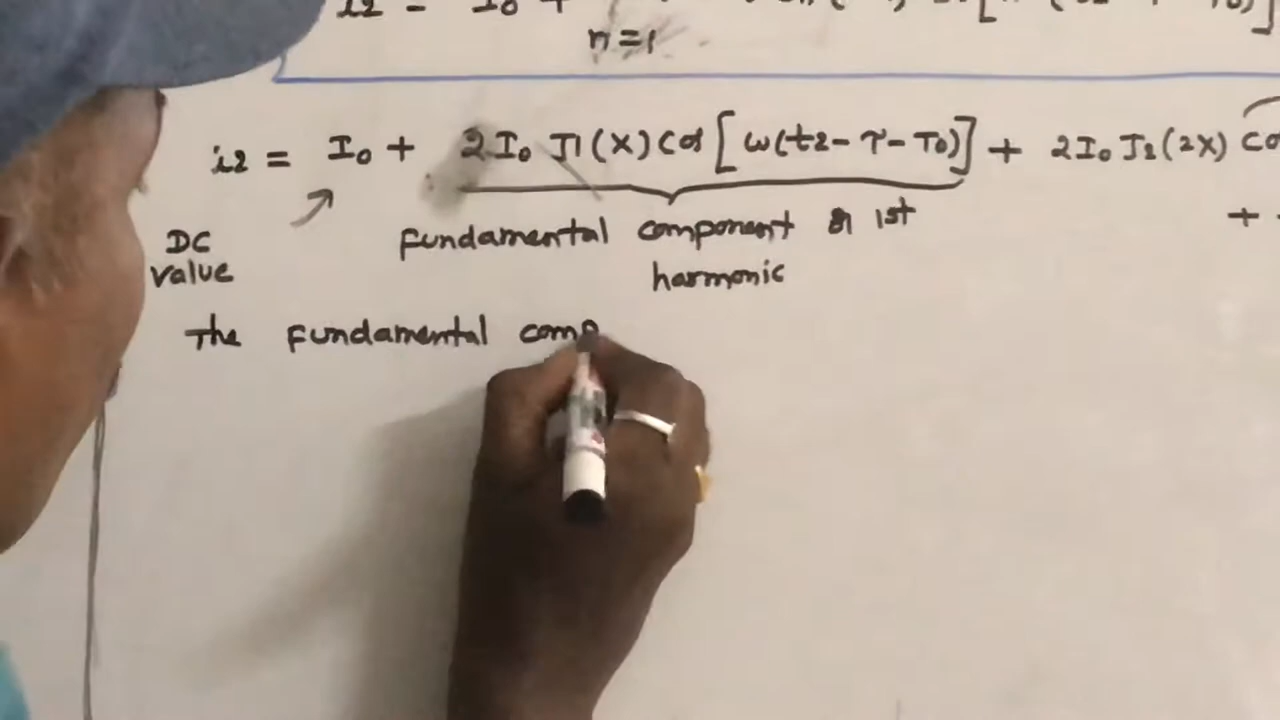 n=1
i2 = I0 + 2I0 J1(X)Cos[ω(t2-τ-T0)] + 2I0 J2(2X) Co
DC
value
fundamental component or 1st
harmonic
+
The fundamental comp